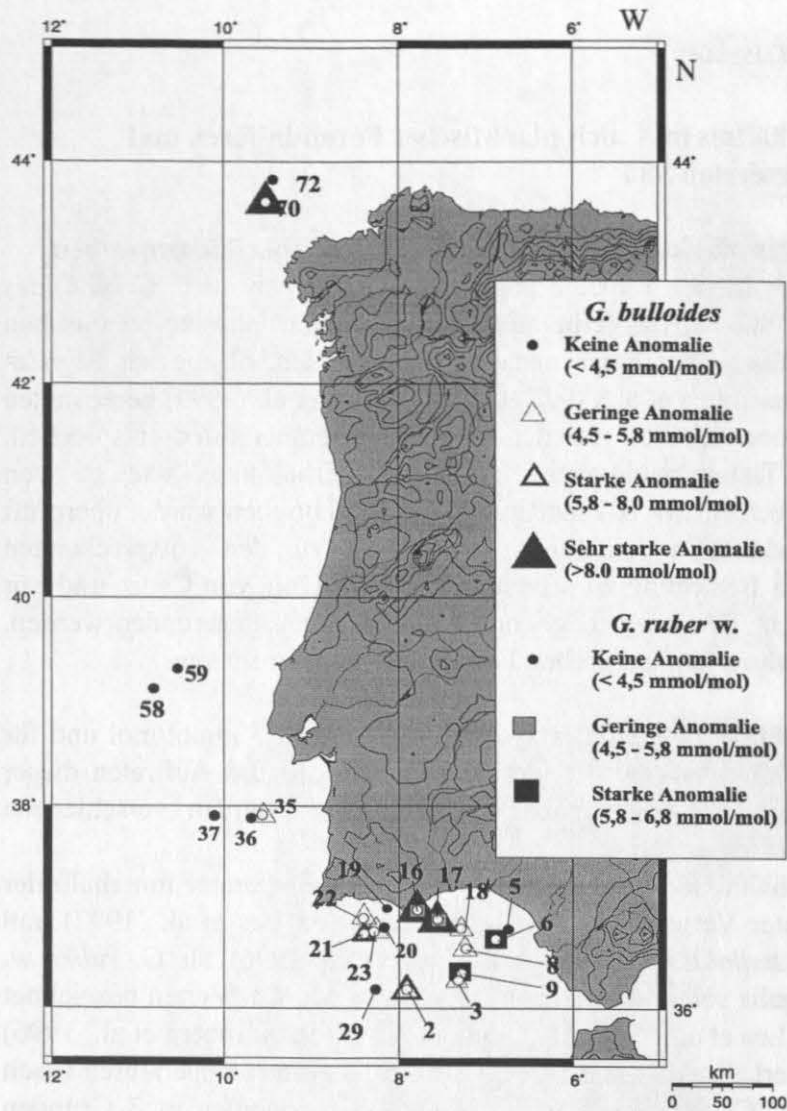 12° 10° 8° 6° W
N
44° 44°
72
70
G. bulloides
Keine Anomalie
(< 4,5 mmol/mol)
Geringe Anomalie
(4,5 - 5,8 mmol/mol)
Starke Anomalie
(5,8 - 8,0 mmol/mol)
Sehr starke Anomalie
(>8.0 mmol/mol)
G. ruber w.
Keine Anomalie
(< 4,5 mmol/mol)
Geringe Anomalie
(4,5 - 5,8 mmol/mol)
Starke Anomalie
(5,8 - 6,8 mmol/mol)
42°
40°
59
58
38°
35
37 36
19 16 17 18 5
22
6
21 20
8
23
9
29 2 3
36°
12° 10° 8° 6°
km
0 50 100